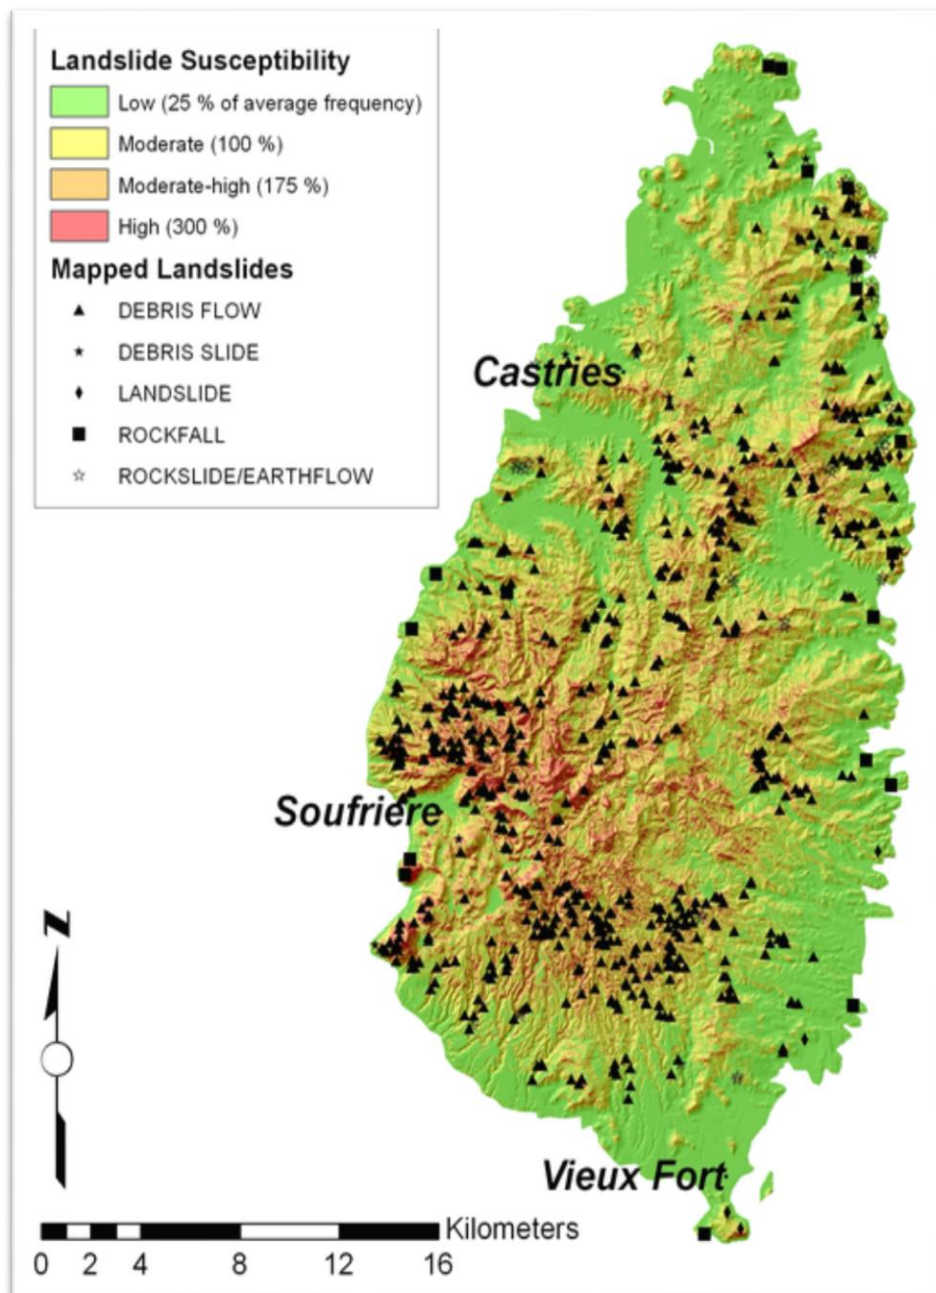 Landslide Susceptibility
Low (25 % of average frequency)
Moderate (100 %)
Moderate-high (175 %)
High (300 %)
Mapped Landslides
DEBRIS FLOW
DEBRIS SLIDE
LANDSLIDE
ROCKFALL
ROCKSLIDE/EARTHFLOW
Castries
Soufriere
N
Vieux Fort
Kilometers
0 2 4 8 12 16